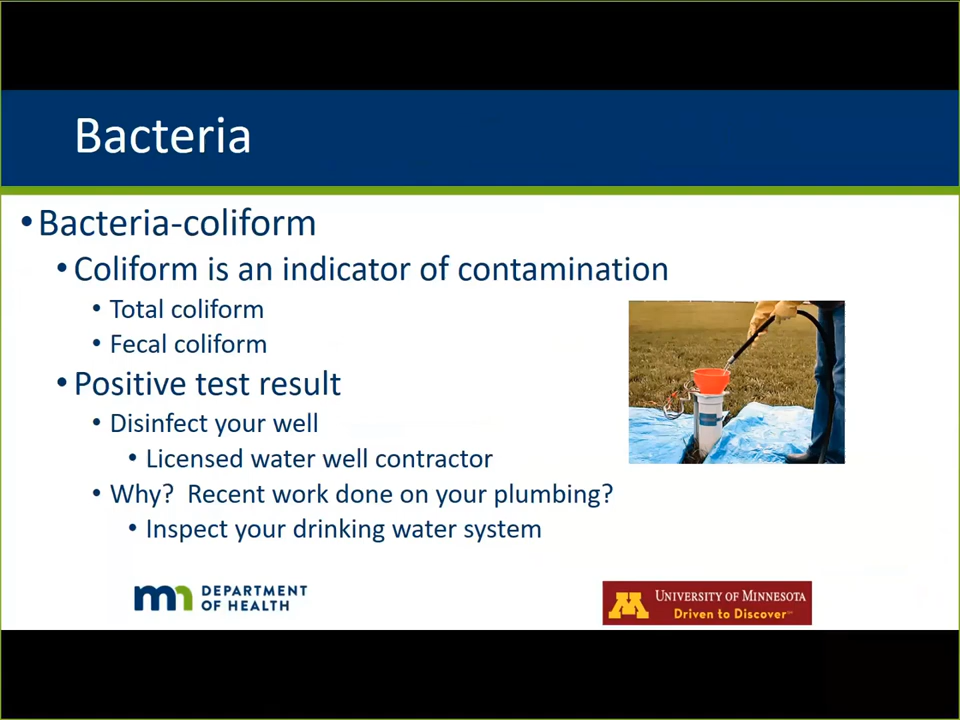 Bacteria
•Bacteria-coliform
•Coliform is an indicator of contamination
•Total coliform
•Fecal coliform
•Positive test result
•Disinfect your well
•Licensed water well contractor
•Why? Recent work done on your plumbing?
•Inspect your drinking water system
mn DEPARTMENT
OF HEALTH
M UNIVERSITY OF MINNESOTA
Driven to Discover℠